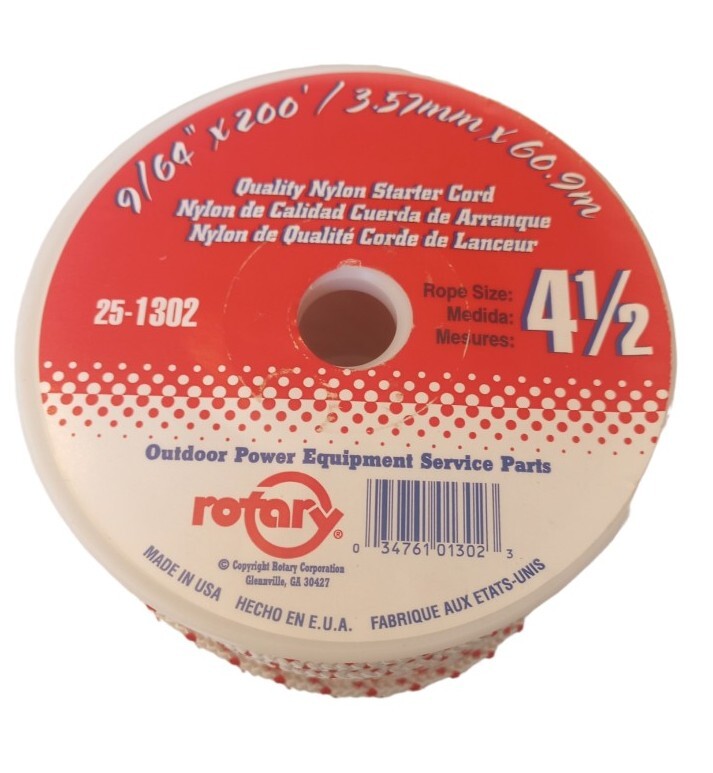 9/64" x 200' / 3.57mm x 60.9m
Quality Nylon Starter Cord
Nylon de Calidad Cuerda de Arranque
Nylon de Qualité Corde de Lanceur
25-1302
Rope Size:
Medida:
Mesures:
4½
Outdoor Power Equipment Service Parts
rotary®
0 34761 01302 3
© Copyright Rotary Corporation
Glennville, GA 30427
MADE IN USA HECHO EN E.U.A. FABRIQUE AUX ETATS-UNIS